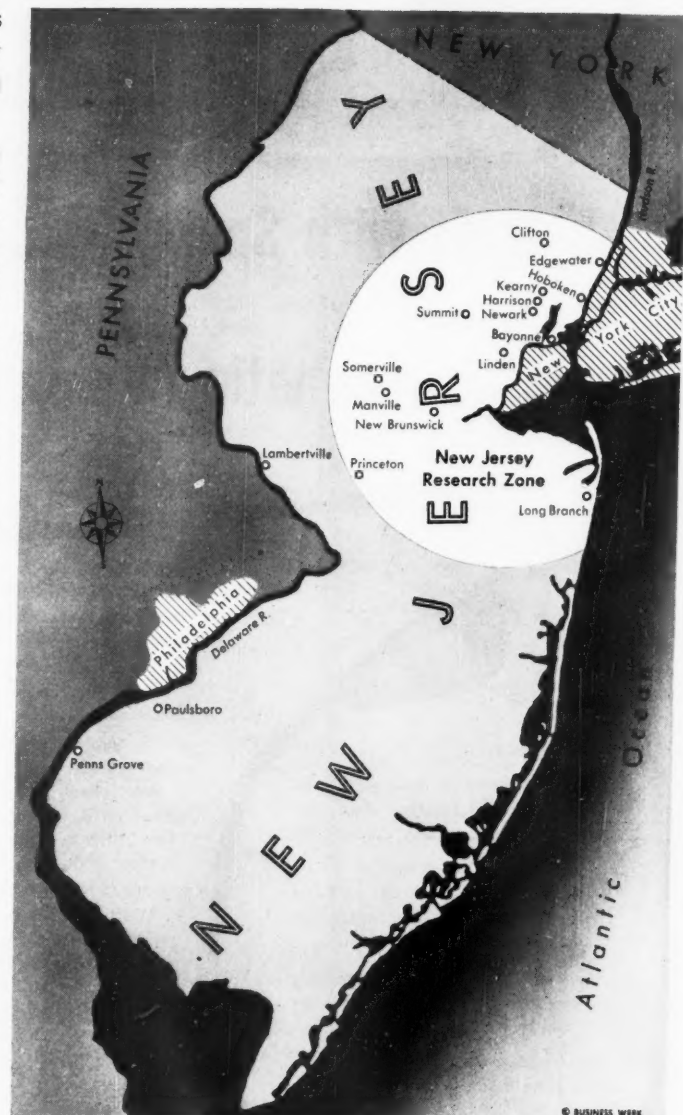 S
NEW YORK
PENNSYLVANIA
NEW JERSEY
Hudson R.
Clifton
Edgewater
Hoboken
Kearny
Harrison
Newark
Summit
Bayonne
Linden
New York City
Somerville
Manville
New Brunswick
Lambertville
Princeton
New Jersey
Research Zone
Long Branch
Philadelphia
Delaware R.
Paulsboro
Penns Grove
Atlantic Ocean
© BUSINESS WEEK